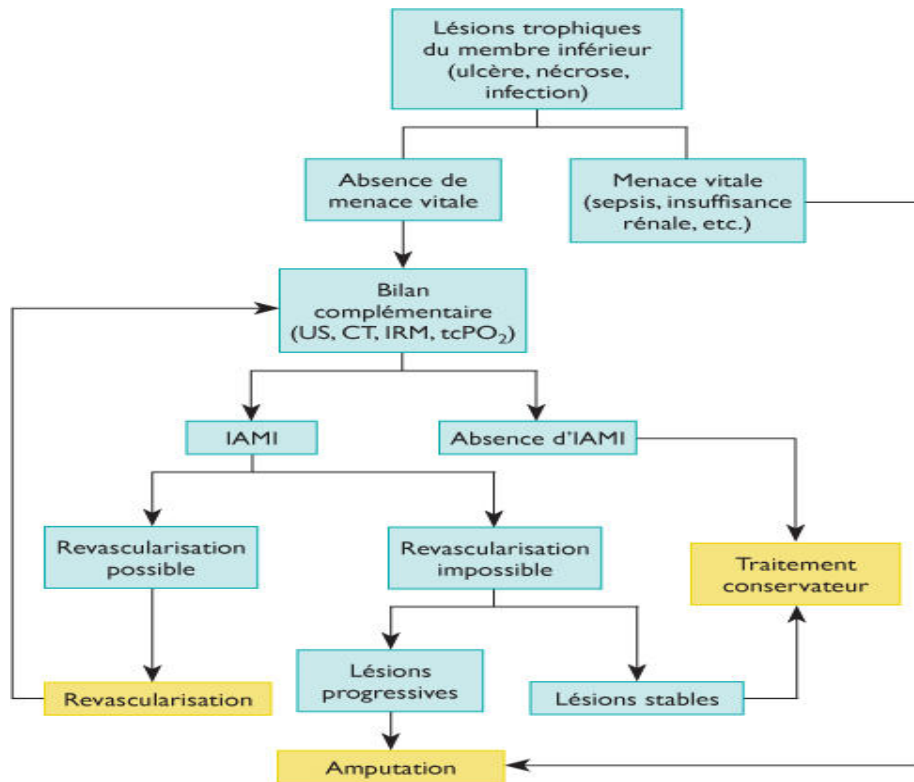 Lésions trophiques
du membre inférieur
(ulcère, nécrose,
infection)
Absence de
menace vitale
Menace vitale
(sepsis, insuffisance
rénale, etc.)
Bilan
complémentaire
(US, CT, IRM, tcPO₂)
IAMI
Absence d'IAMI
Revascularisation
possible
Revascularisation
impossible
Traitement
conservateur
Lésions
progressives
Revascularisation
Lésions stables
Amputation